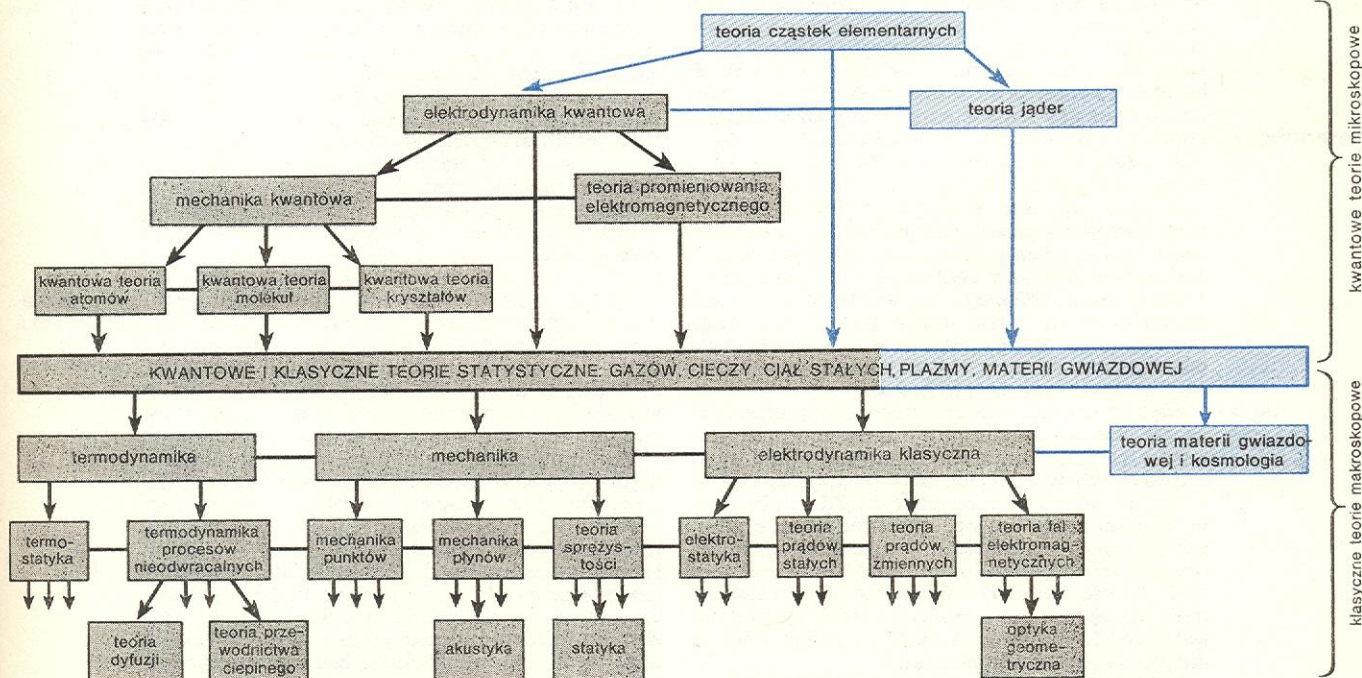 teoria cząstek elementarnych
elektrodynamika kwantowa
teoria jąder
mechanika kwantowa
teoria promieniowania
elektromagnetycznego
kwantowa teoria
atomów
kwantowa teoria
molekuł
kwantowa teoria
kryształów
KWANTOWE I KLASYCZNE TEORIE STATYSTYCZNE: GAZÓW, CIECZY, CIAŁ STAŁYCH, PLAZMY, MATERII GWIAZDOWEJ
termodynamika
mechanika
elektrodynamika klasyczna
teoria materii gwiazdo-
wej i kosmologia
termo-
statyka
termodynamika
procesów
nieodwracalnych
mechanika
punktów
mechanika
płynów
teoria
spręży-
tości
elektro-
statyka
teoria
prądów
stałych
teoria
prądów
zmiennych
teoria fal
elektromag-
netycznych
teoria
dyfuzji
teoria prze-
wodnictwa
cieplnego
akustyka
statyka
optyka
geome-
tryczna
kwantowe teorie mikroskopowe
klasyczne teorie makroskopowe